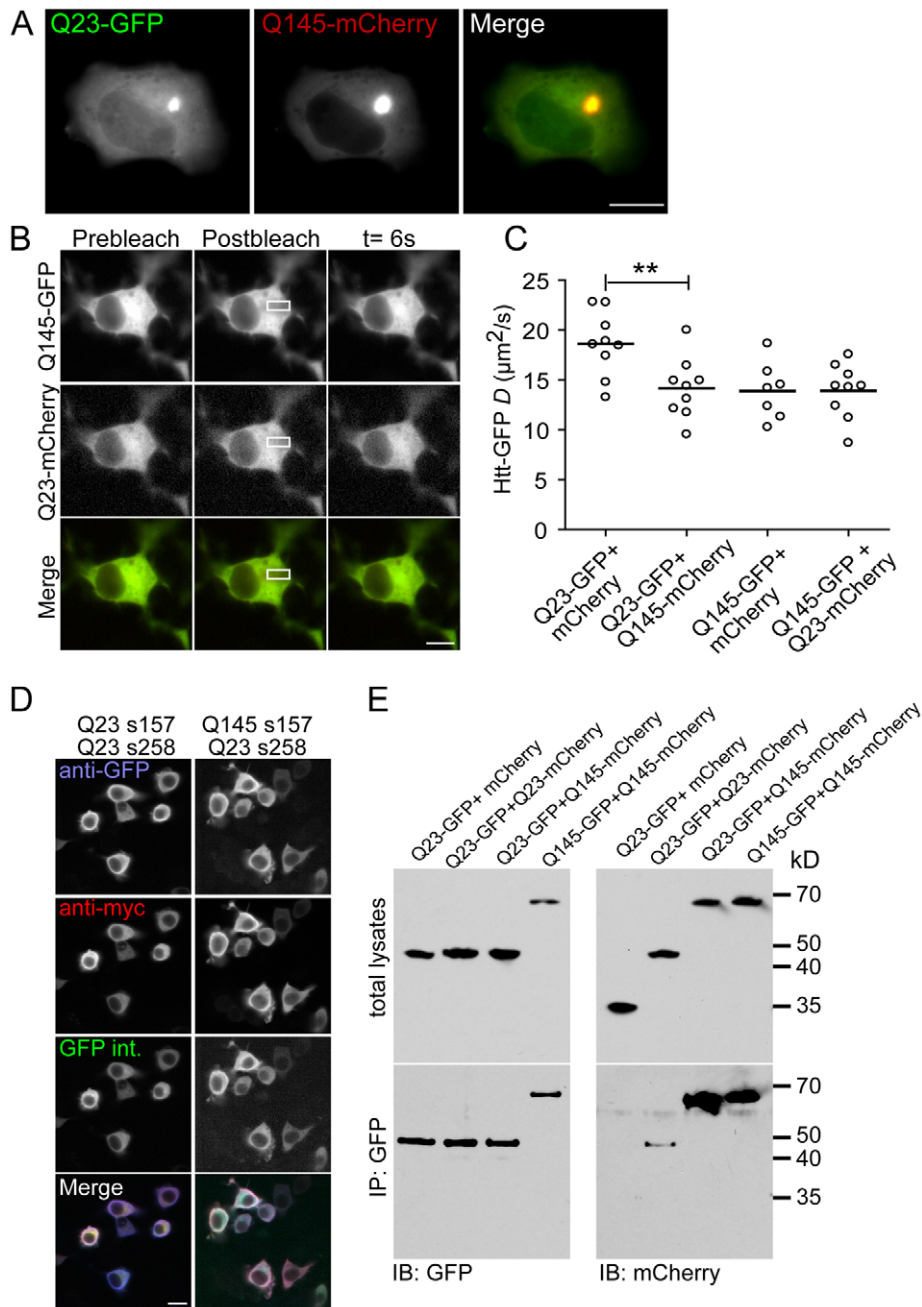 A
Q23-GFP
Q145-mCherry
Merge
B
Prebleach
Postbleach
t= 6s
Q145-GFP
Q23-mCherry
Merge
C
**
Htt-GFP D (μm²/s)
25
20
15
10
5
0
Q23-GFP+
mCherry
Q23-GFP+
Q145-mCherry
Q145-GFP+
mCherry
Q145-GFP+
Q23-mCherry
D
Q23 s157
Q23 s258
Q145 s157
Q23 s258
anti-GFP
anti-myc
GFP int.
Merge
E
Q23-GFP+ mCherry
Q23-GFP+Q23-mCherry
Q23-GFP+Q145-mCherry
Q145-GFP+Q145-mCherry
Q23-GFP+ mCherry
Q23-GFP+Q23-mCherry
Q23-GFP+Q145-mCherry
Q145-GFP+Q145-mCherry
kD
total lysates
70
50
40
35
IP: GFP
70
50
40
35
IB: GFP
IB: mCherry